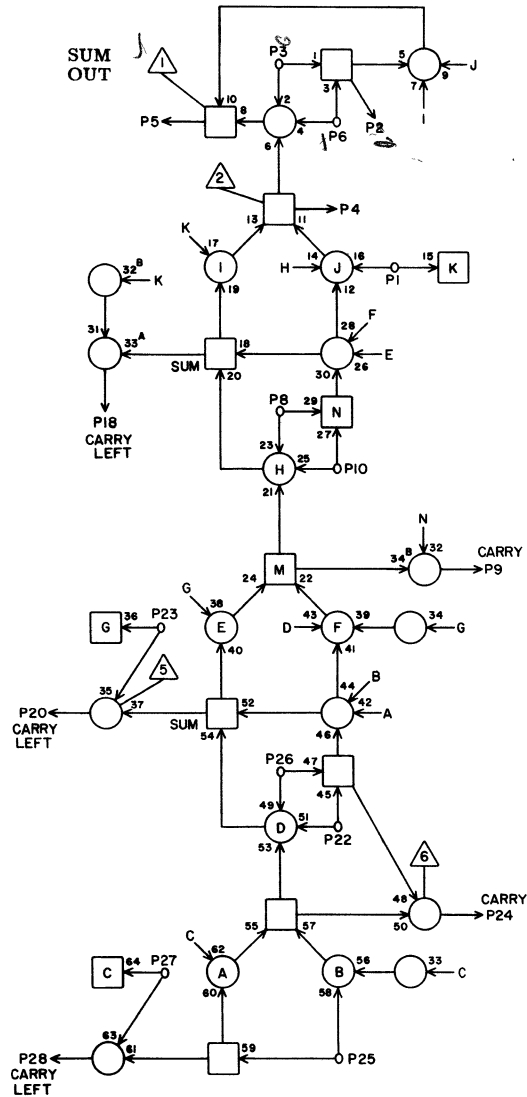 SUM
OUT
1
P3
1
3
5
7
9
J
I
10
8
P5
2
4
6
P6
P2
2
13
11
P4
K
17
I
19
H
14
J
16
12
P1
15
K
32
B
K
31
33
A
18
SUM
20
28
F
E
30
26
P18
CARRY
LEFT
P8
29
N
27
23
H
25
21
P10
N
M
24
22
34
B
32
CARRY
P9
G
38
E
40
G
36
P23
D
43
F
39
41
34
G
5
35
37
P20
CARRY
LEFT
52
SUM
54
44
B
42
A
46
P26
47
45
49
D
51
53
P22
6
48
50
CARRY
P24
55
57
C
62
A
60
C
64
P27
B
56
58
33
C
63
61
P28
CARRY
LEFT
59
P25